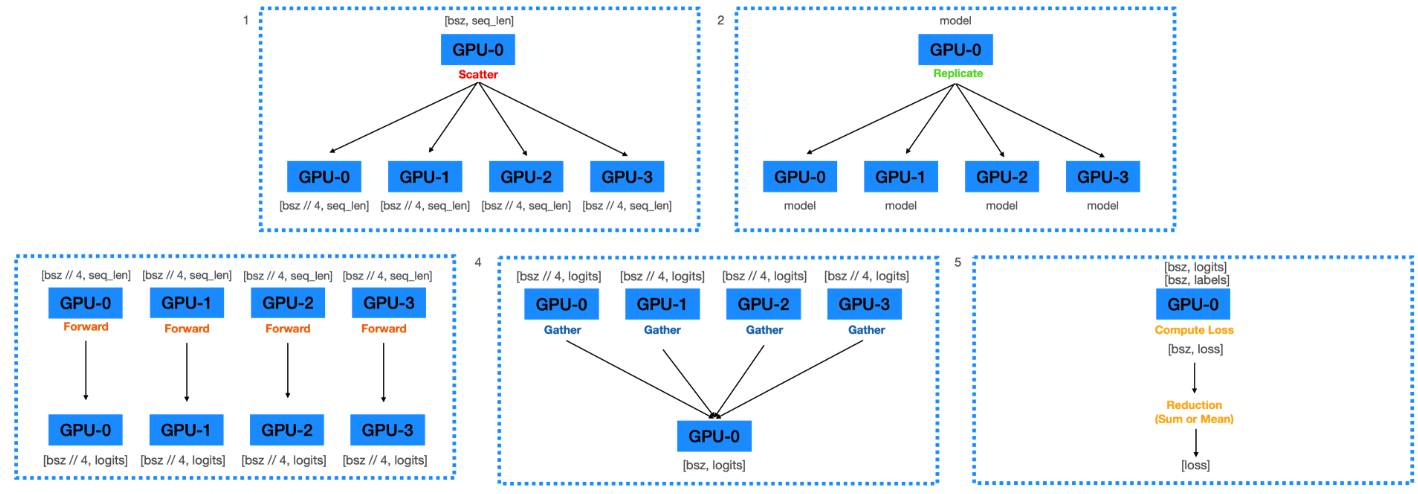 1
[bsz, seq_len]
GPU-0
Scatter
GPU-0 GPU-1 GPU-2 GPU-3
[bsz // 4, seq_len] [bsz // 4, seq_len] [bsz // 4, seq_len] [bsz // 4, seq_len]
2
model
GPU-0
Replicate
GPU-0 GPU-1 GPU-2 GPU-3
model model model model
[bsz // 4, seq_len] [bsz // 4, seq_len] [bsz // 4, seq_len] [bsz // 4, seq_len]
GPU-0 GPU-1 GPU-2 GPU-3
Forward Forward Forward Forward
GPU-0 GPU-1 GPU-2 GPU-3
[bsz // 4, logits] [bsz // 4, logits] [bsz // 4, logits] [bsz // 4, logits]
4
[bsz // 4, logits] [bsz // 4, logits] [bsz // 4, logits] [bsz // 4, logits]
GPU-0 GPU-1 GPU-2 GPU-3
Gather Gather Gather Gather
GPU-0
[bsz, logits]
5
[bsz, logits]
[bsz, labels]
GPU-0
Compute Loss
[bsz, loss]
Reduction
(Sum or Mean)
[loss]